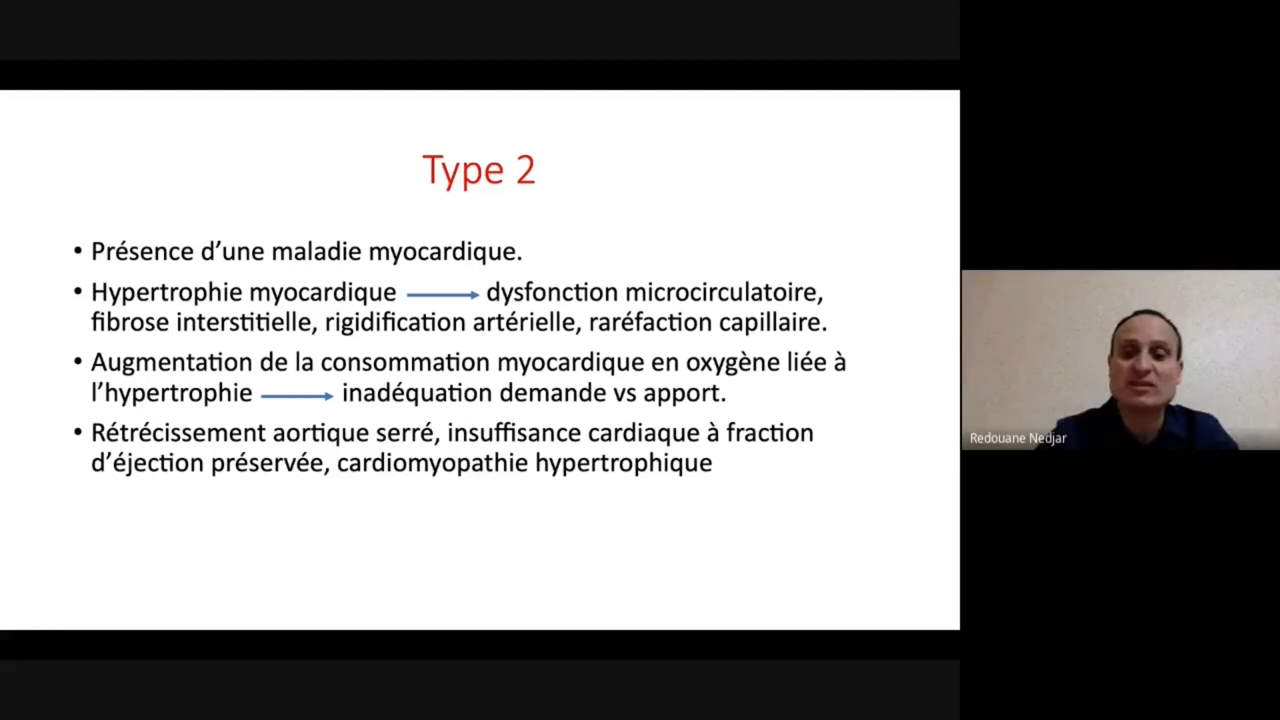 Type 2
• Présence d’une maladie myocardique.
• Hypertrophie myocardique → dysfonction microcirculatoire,
fibrose interstitielle, rigidification artérielle, raréfaction capillaire.
• Augmentation de la consommation myocardique en oxygène liée à
l’hypertrophie → inadéquation demande vs apport.
• Rétrécissement aortique serré, insuffisance cardiaque à fraction
d’éjection préservée, cardiomyopathie hypertrophique
Redouane Nedjar